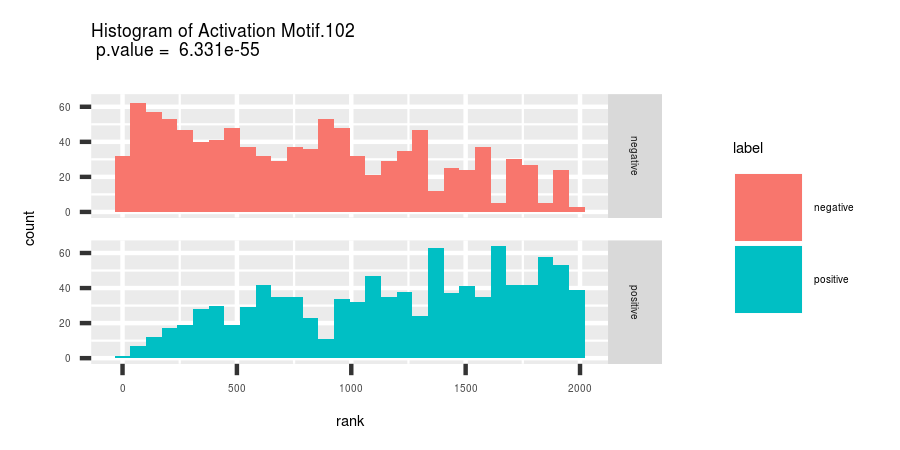 Histogram of Activation Motif.102
p.value = 6.331e-55
count
60
40
20
0
negative
60
40
20
0
positive
0 500 1000 1500 2000
rank
label
negative
positive